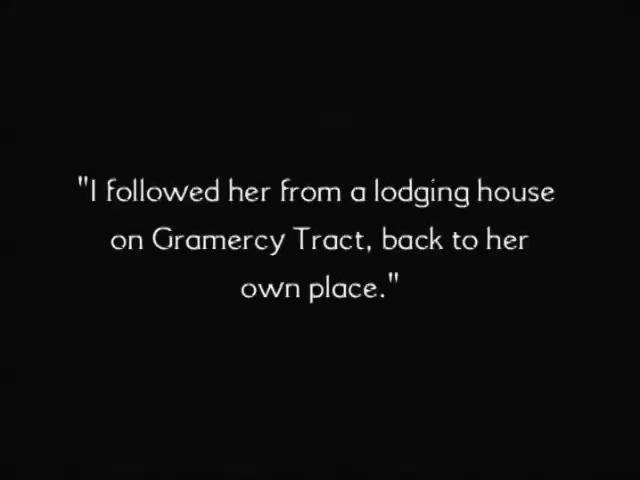 "I followed her from a lodging house
on Gramercy Tract, back to her
own place."